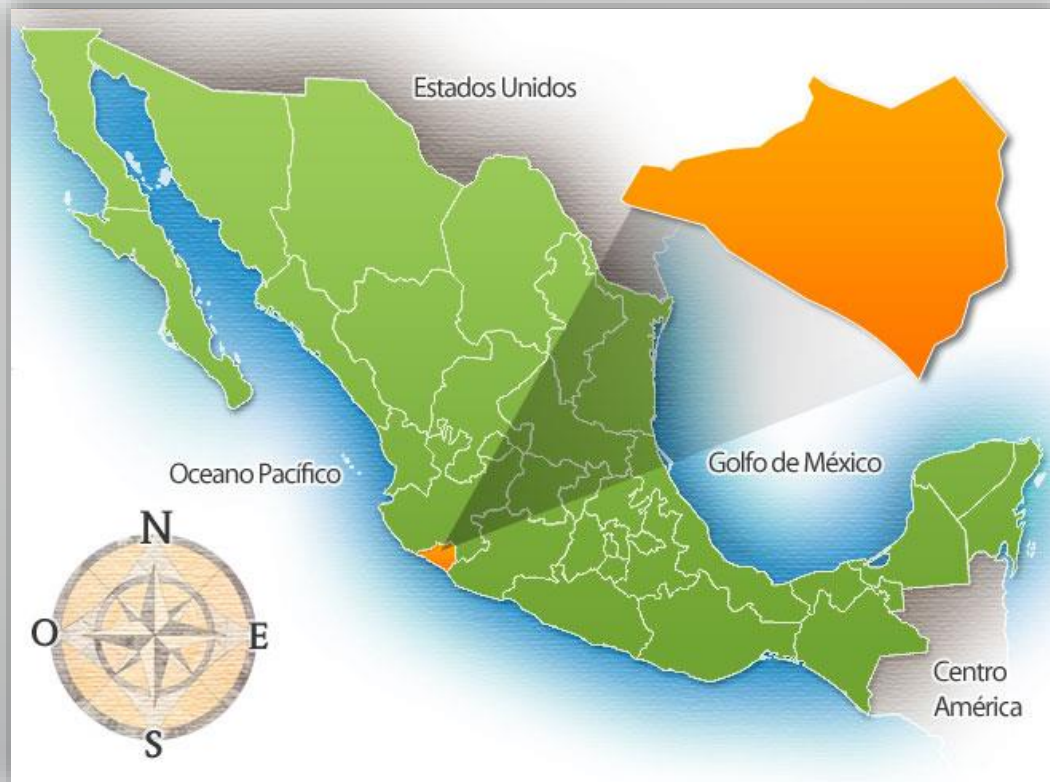 Estados Unidos
Oceano Pacífico
Golfo de México
N
O
E
S
Centro
América